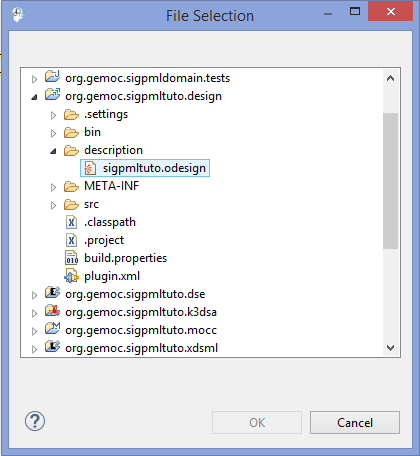 File Selection
org.gemoc.sigpmldomain.tests
org.gemoc.sigpmltuto.design
.settings
bin
description
sigpmltuto.odesign
META-INF
src
.classpath
.project
build.properties
plugin.xml
org.gemoc.sigpmltuto.dse
org.gemoc.sigpmltuto.k3dsa
org.gemoc.sigpmltuto.mocc
org.gemoc.sigpmltuto.xdsml
OK Cancel